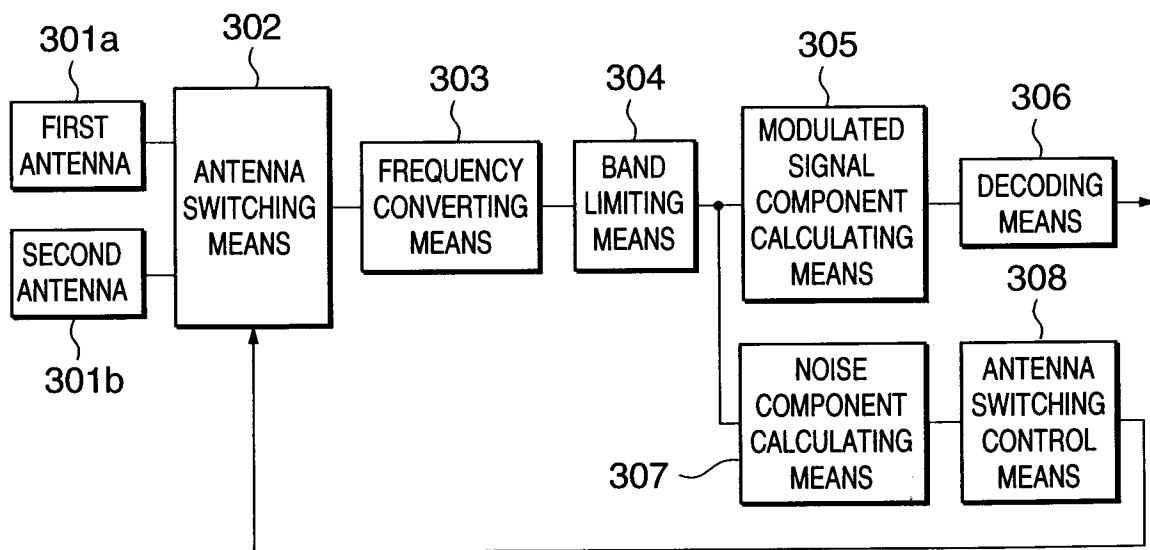 301a
FIRST
ANTENNA
SECOND
ANTENNA
301b
302
ANTENNA
SWITCHING
MEANS
303
FREQUENCY
CONVERTING
MEANS
304
BAND
LIMITING
MEANS
305
MODULATED
SIGNAL
COMPONENT
CALCULATING
MEANS
306
DECODING
MEANS
307
NOISE
COMPONENT
CALCULATING
MEANS
308
ANTENNA
SWITCHING
CONTROL
MEANS